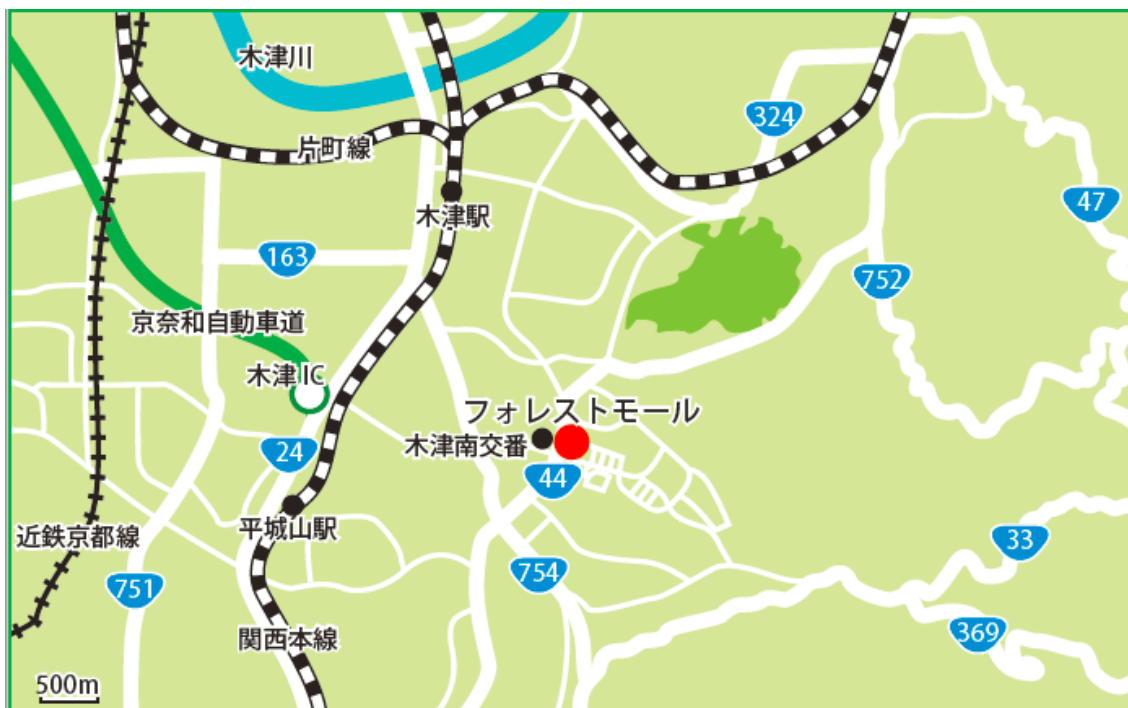 木津川
324
片町線
47
木津駅
163
752
京奈和自動車道
木津IC
フォレストモール
木津南交番
24
44
平城山駅
近鉄京都線
33
754
751
369
関西本線
500m